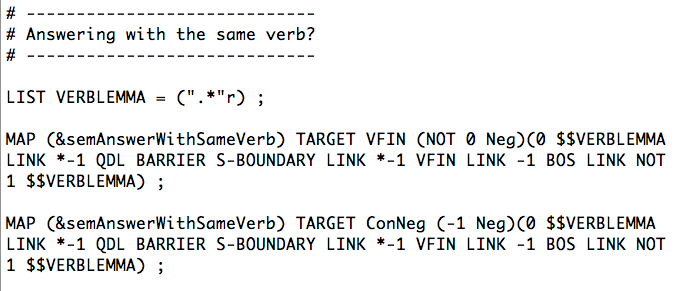 # -----------------------------
# Answering with the same verb?
# -----------------------------
LIST VERBLEMMA = (".*"r) ;
MAP (&semAnswerWithSameVerb) TARGET VFIN (NOT 0 Neg)(0 $$VERBLEMMA
LINK *-1 QDL BARRIER S-BOUNDARY LINK *-1 VFIN LINK -1 BOS LINK NOT
1 $$VERBLEMMA) ;
MAP (&semAnswerWithSameVerb) TARGET ConNeg (-1 Neg)(0 $$VERBLEMMA
LINK *-1 QDL BARRIER S-BOUNDARY LINK *-1 VFIN LINK -1 BOS LINK NOT
1 $$VERBLEMMA) ;